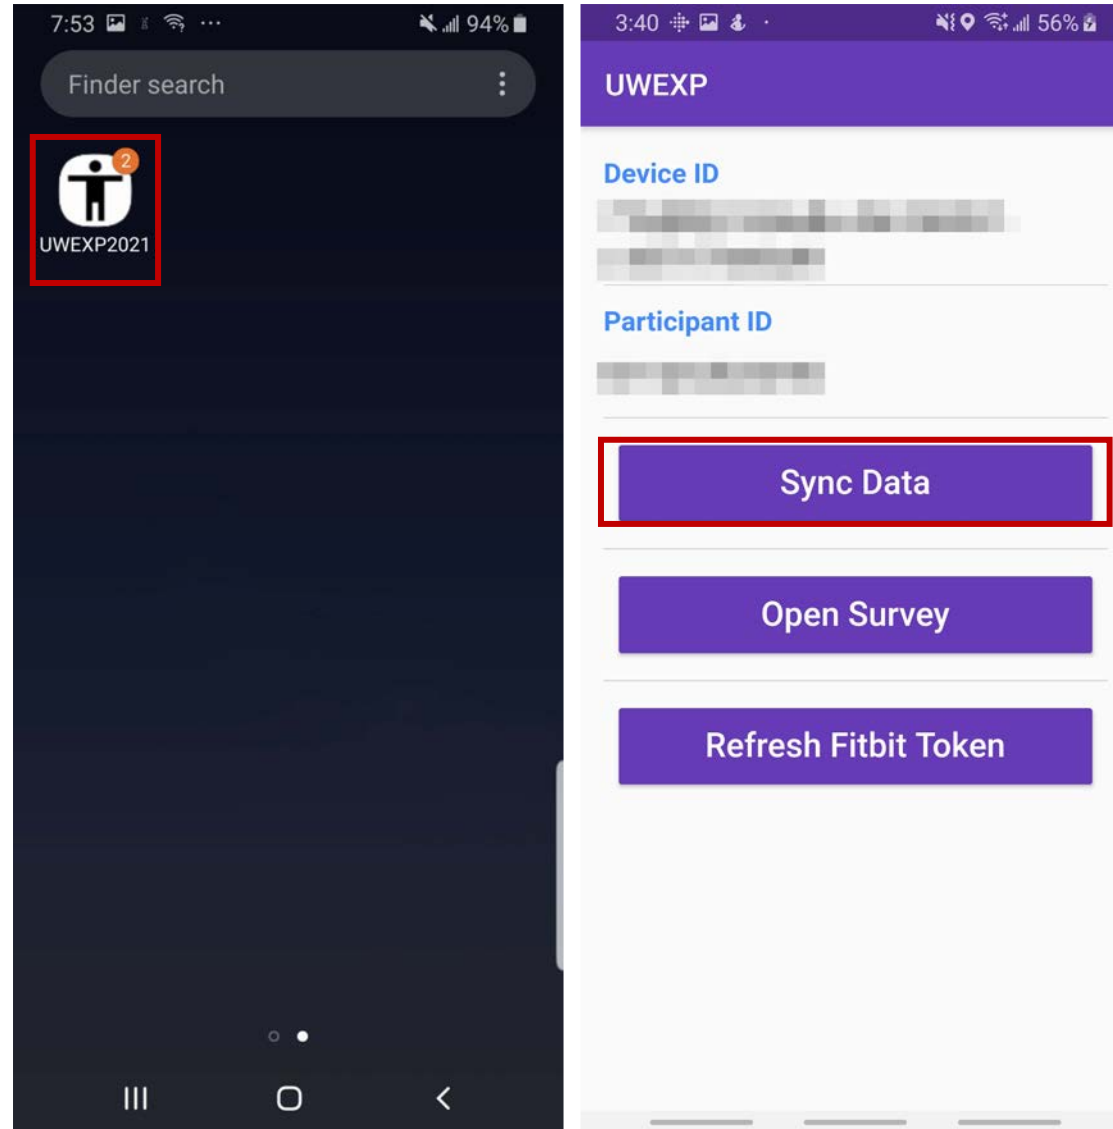 7:53
94%
Finder search
2
UWEXP2021
3:40
56%
UWEXP
Device ID
Participant ID
Sync Data
Open Survey
Refresh Fitbit Token